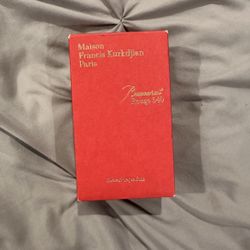 Maison
Francis Kurkdjian
Paris
Baccarat
Rouge 540